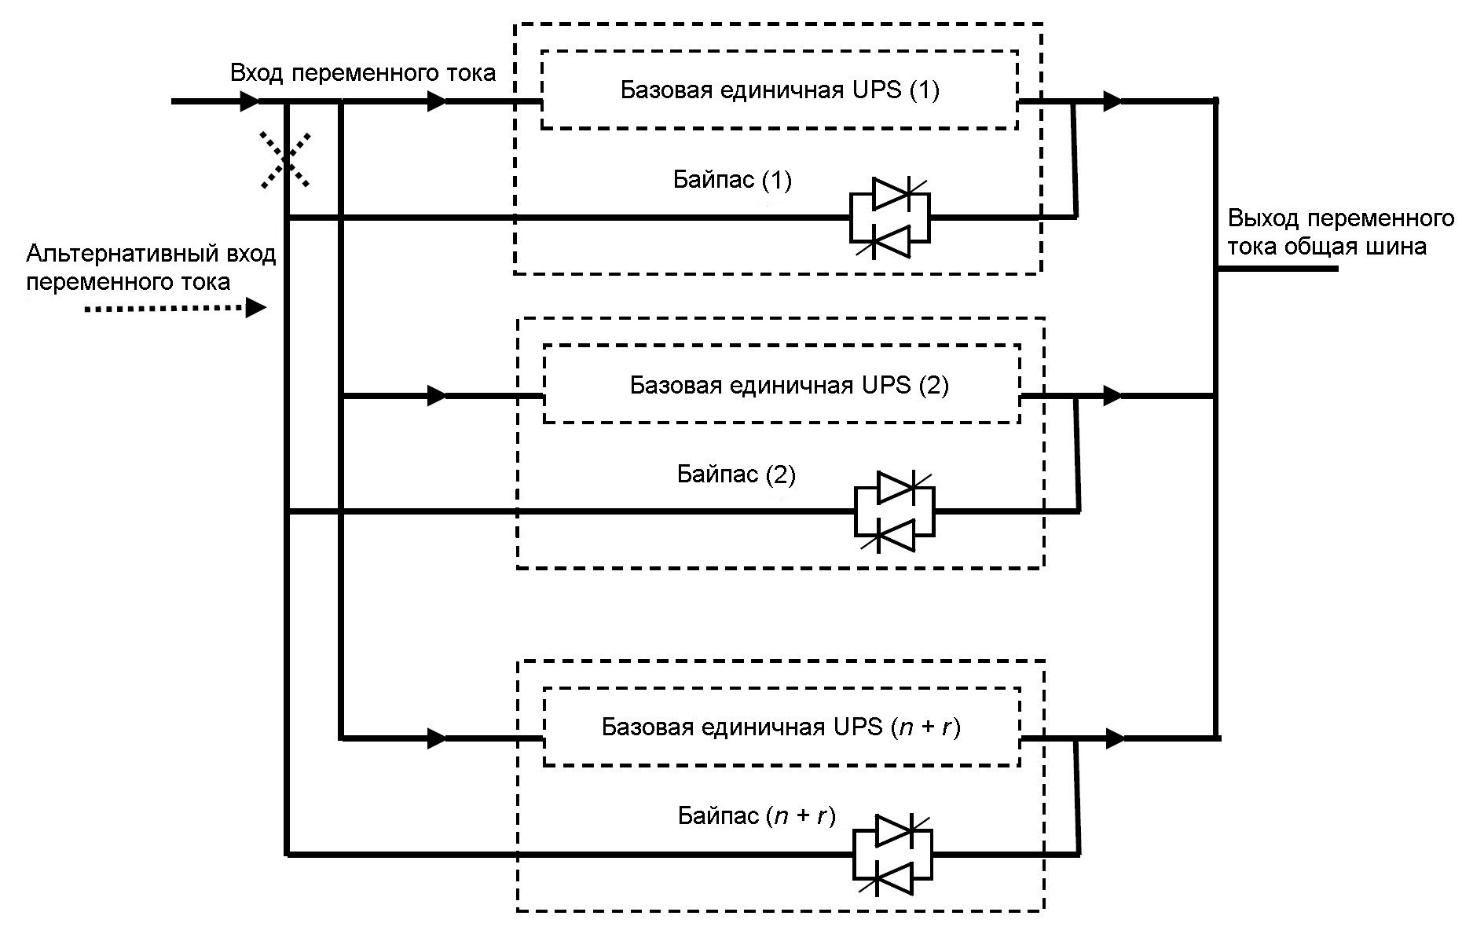 Вход переменного тока
Базовая единичная UPS (1)
Байпас (1)
Альтернативный вход
переменного тока
Выход переменного
тока общая шина
Базовая единичная UPS (2)
Байпас (2)
Базовая единичная UPS (n + r)
Байпас (n + r)